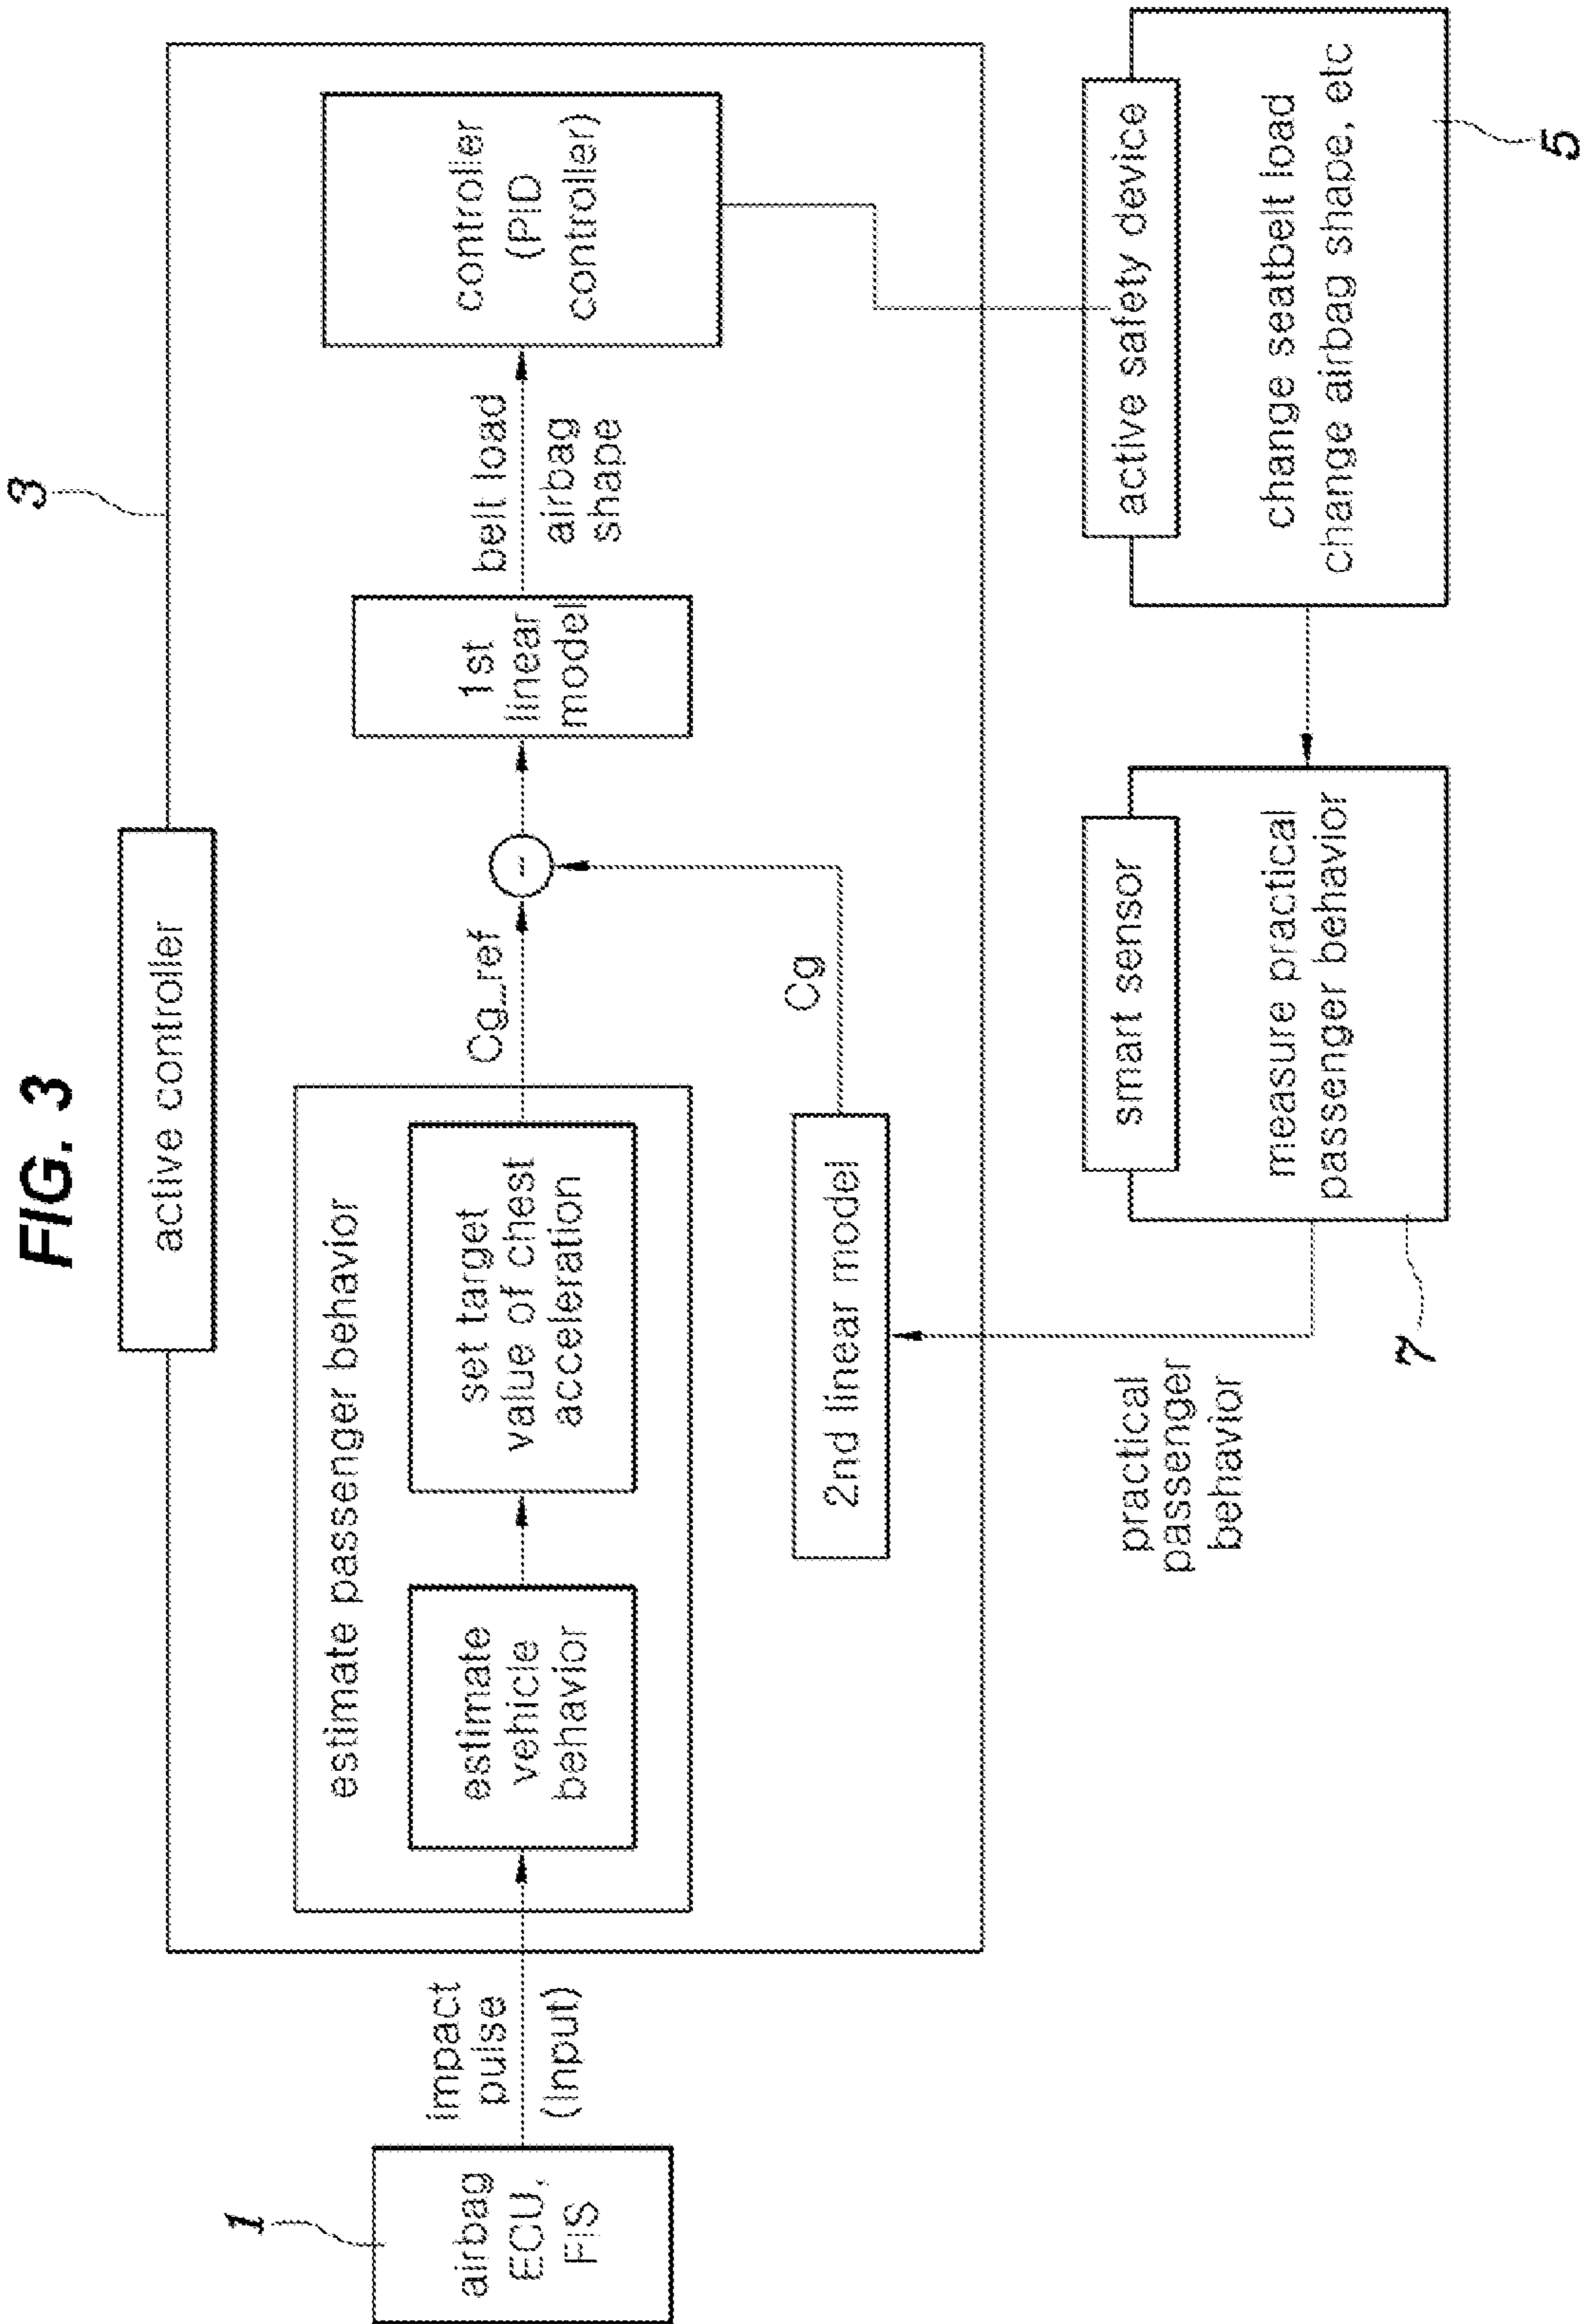 FIG. 3
active controller
3
estimate passenger behavior
1
airbag
ECU,
FIS
impact
pulse
(Input)
estimate
vehicle
behavior
set target
value of chest
acceleration
Cg_ref
-
1st
linear
model
belt load
airbag
shape
controller
(PID
controller)
2nd linear model
Cg
practical
passenger
behavior
smart sensor
measure practical
passenger behavior
7
active safety device
change seatbelt load
change airbag shape, etc
5